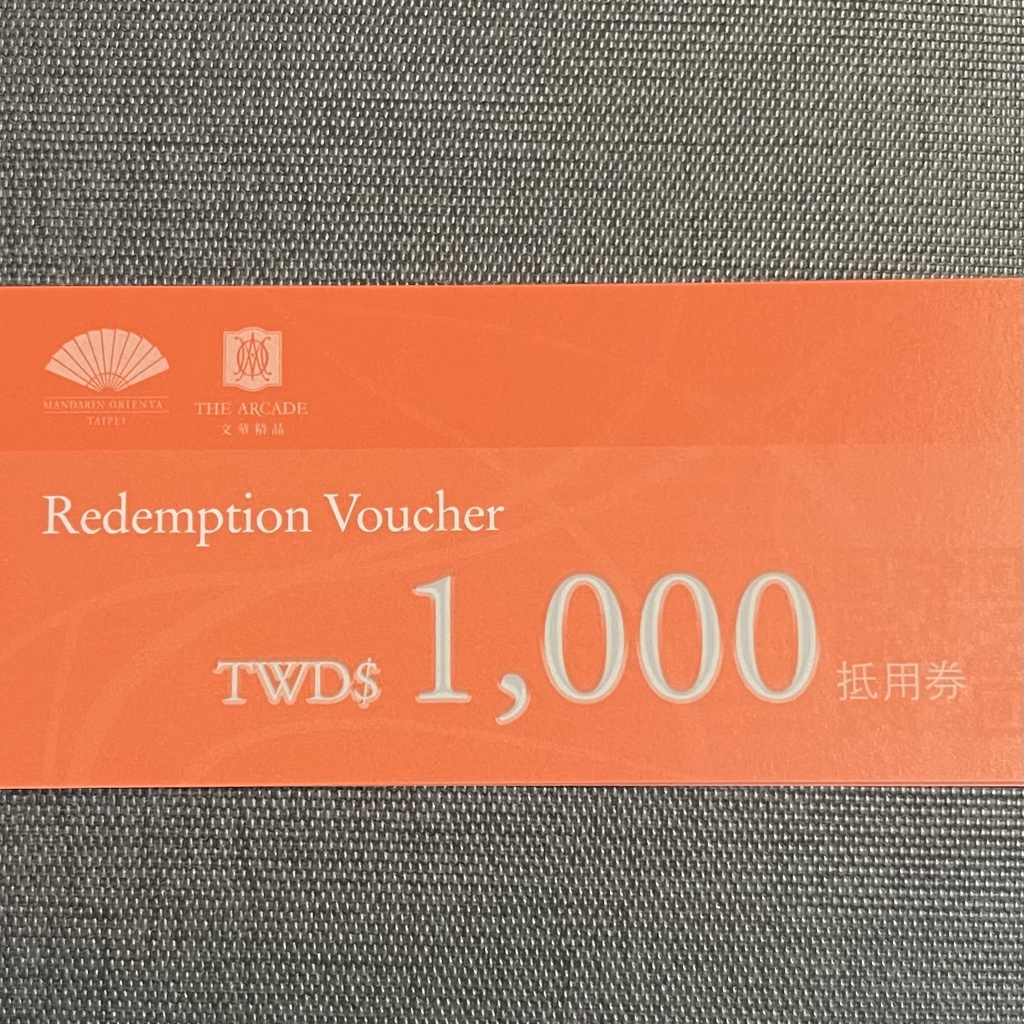 MANDARIN ORIENTAL
TAIPEI
THE ARCADE
文華精品
Redemption Voucher
TWD$ 1,000 抵用券